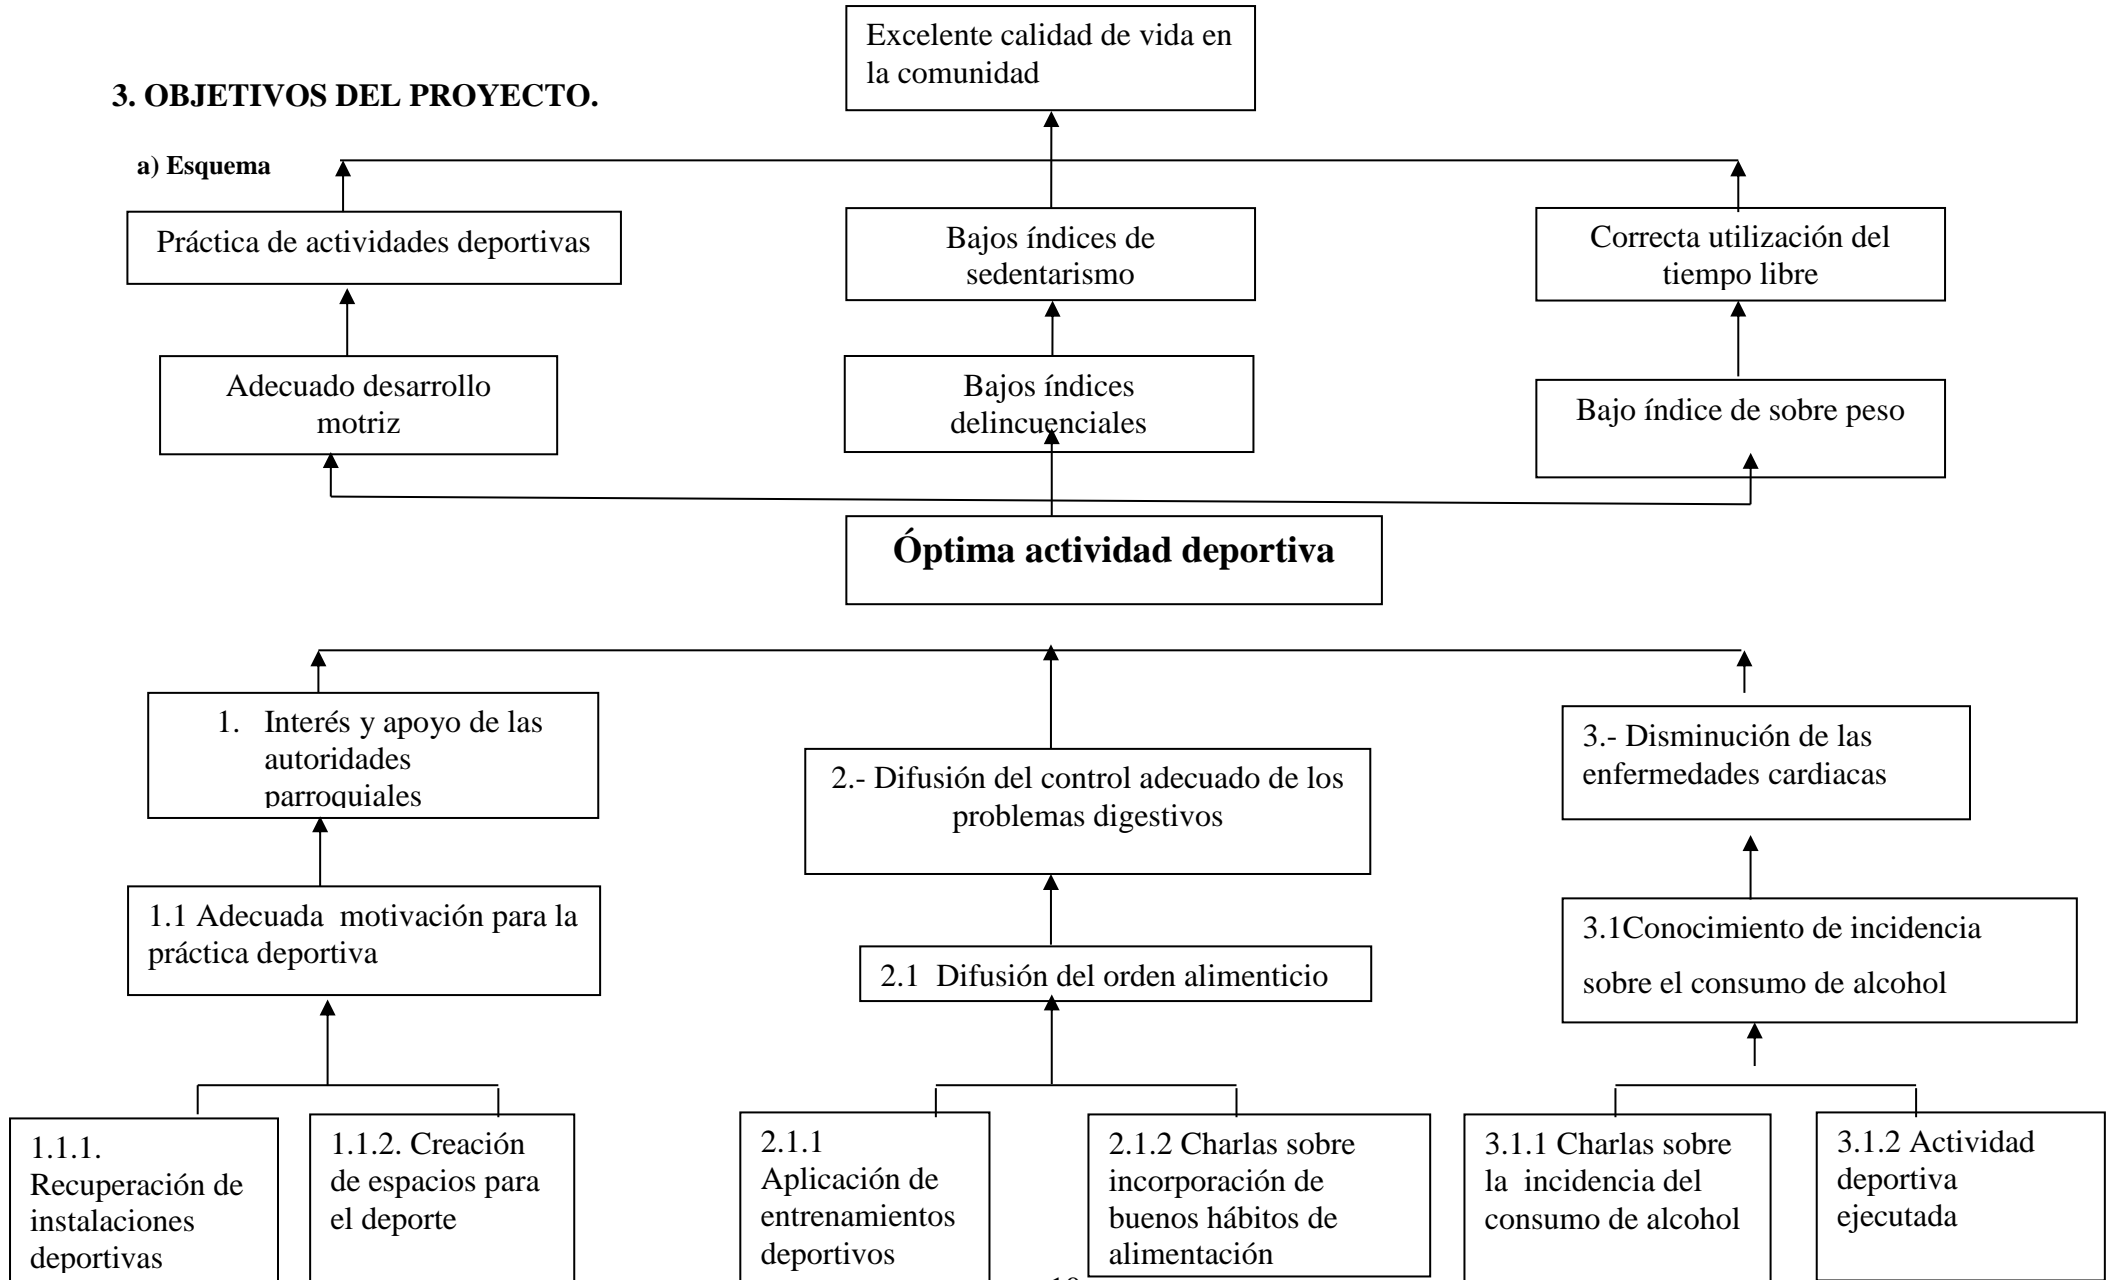 Excelente calidad de vida en
la comunidad
3. OBJETIVOS DEL PROYECTO.
a) Esquema
Práctica de actividades deportivas
Bajos índices de
sedentarismo
Correcta utilización del
tiempo libre
Adecuado desarrollo
motriz
Bajos índices
delincuenciales
Bajo índice de sobre peso
Óptima actividad deportiva
1. Interés y apoyo de las
autoridades
parroquiales
2.- Difusión del control adecuado de los
problemas digestivos
3.- Disminución de las
enfermedades cardiacas
1.1 Adecuada motivación para la
práctica deportiva
2.1 Difusión del orden alimenticio
3.1Conocimiento de incidencia
sobre el consumo de alcohol
1.1.1.
Recuperación de
instalaciones
deportivas
1.1.2. Creación
de espacios para
el deporte
2.1.1
Aplicación de
entrenamientos
deportivos
2.1.2 Charlas sobre
incorporación de
buenos hábitos de
alimentación
3.1.1 Charlas sobre
la incidencia del
consumo de alcohol
3.1.2 Actividad
deportiva
ejecutada